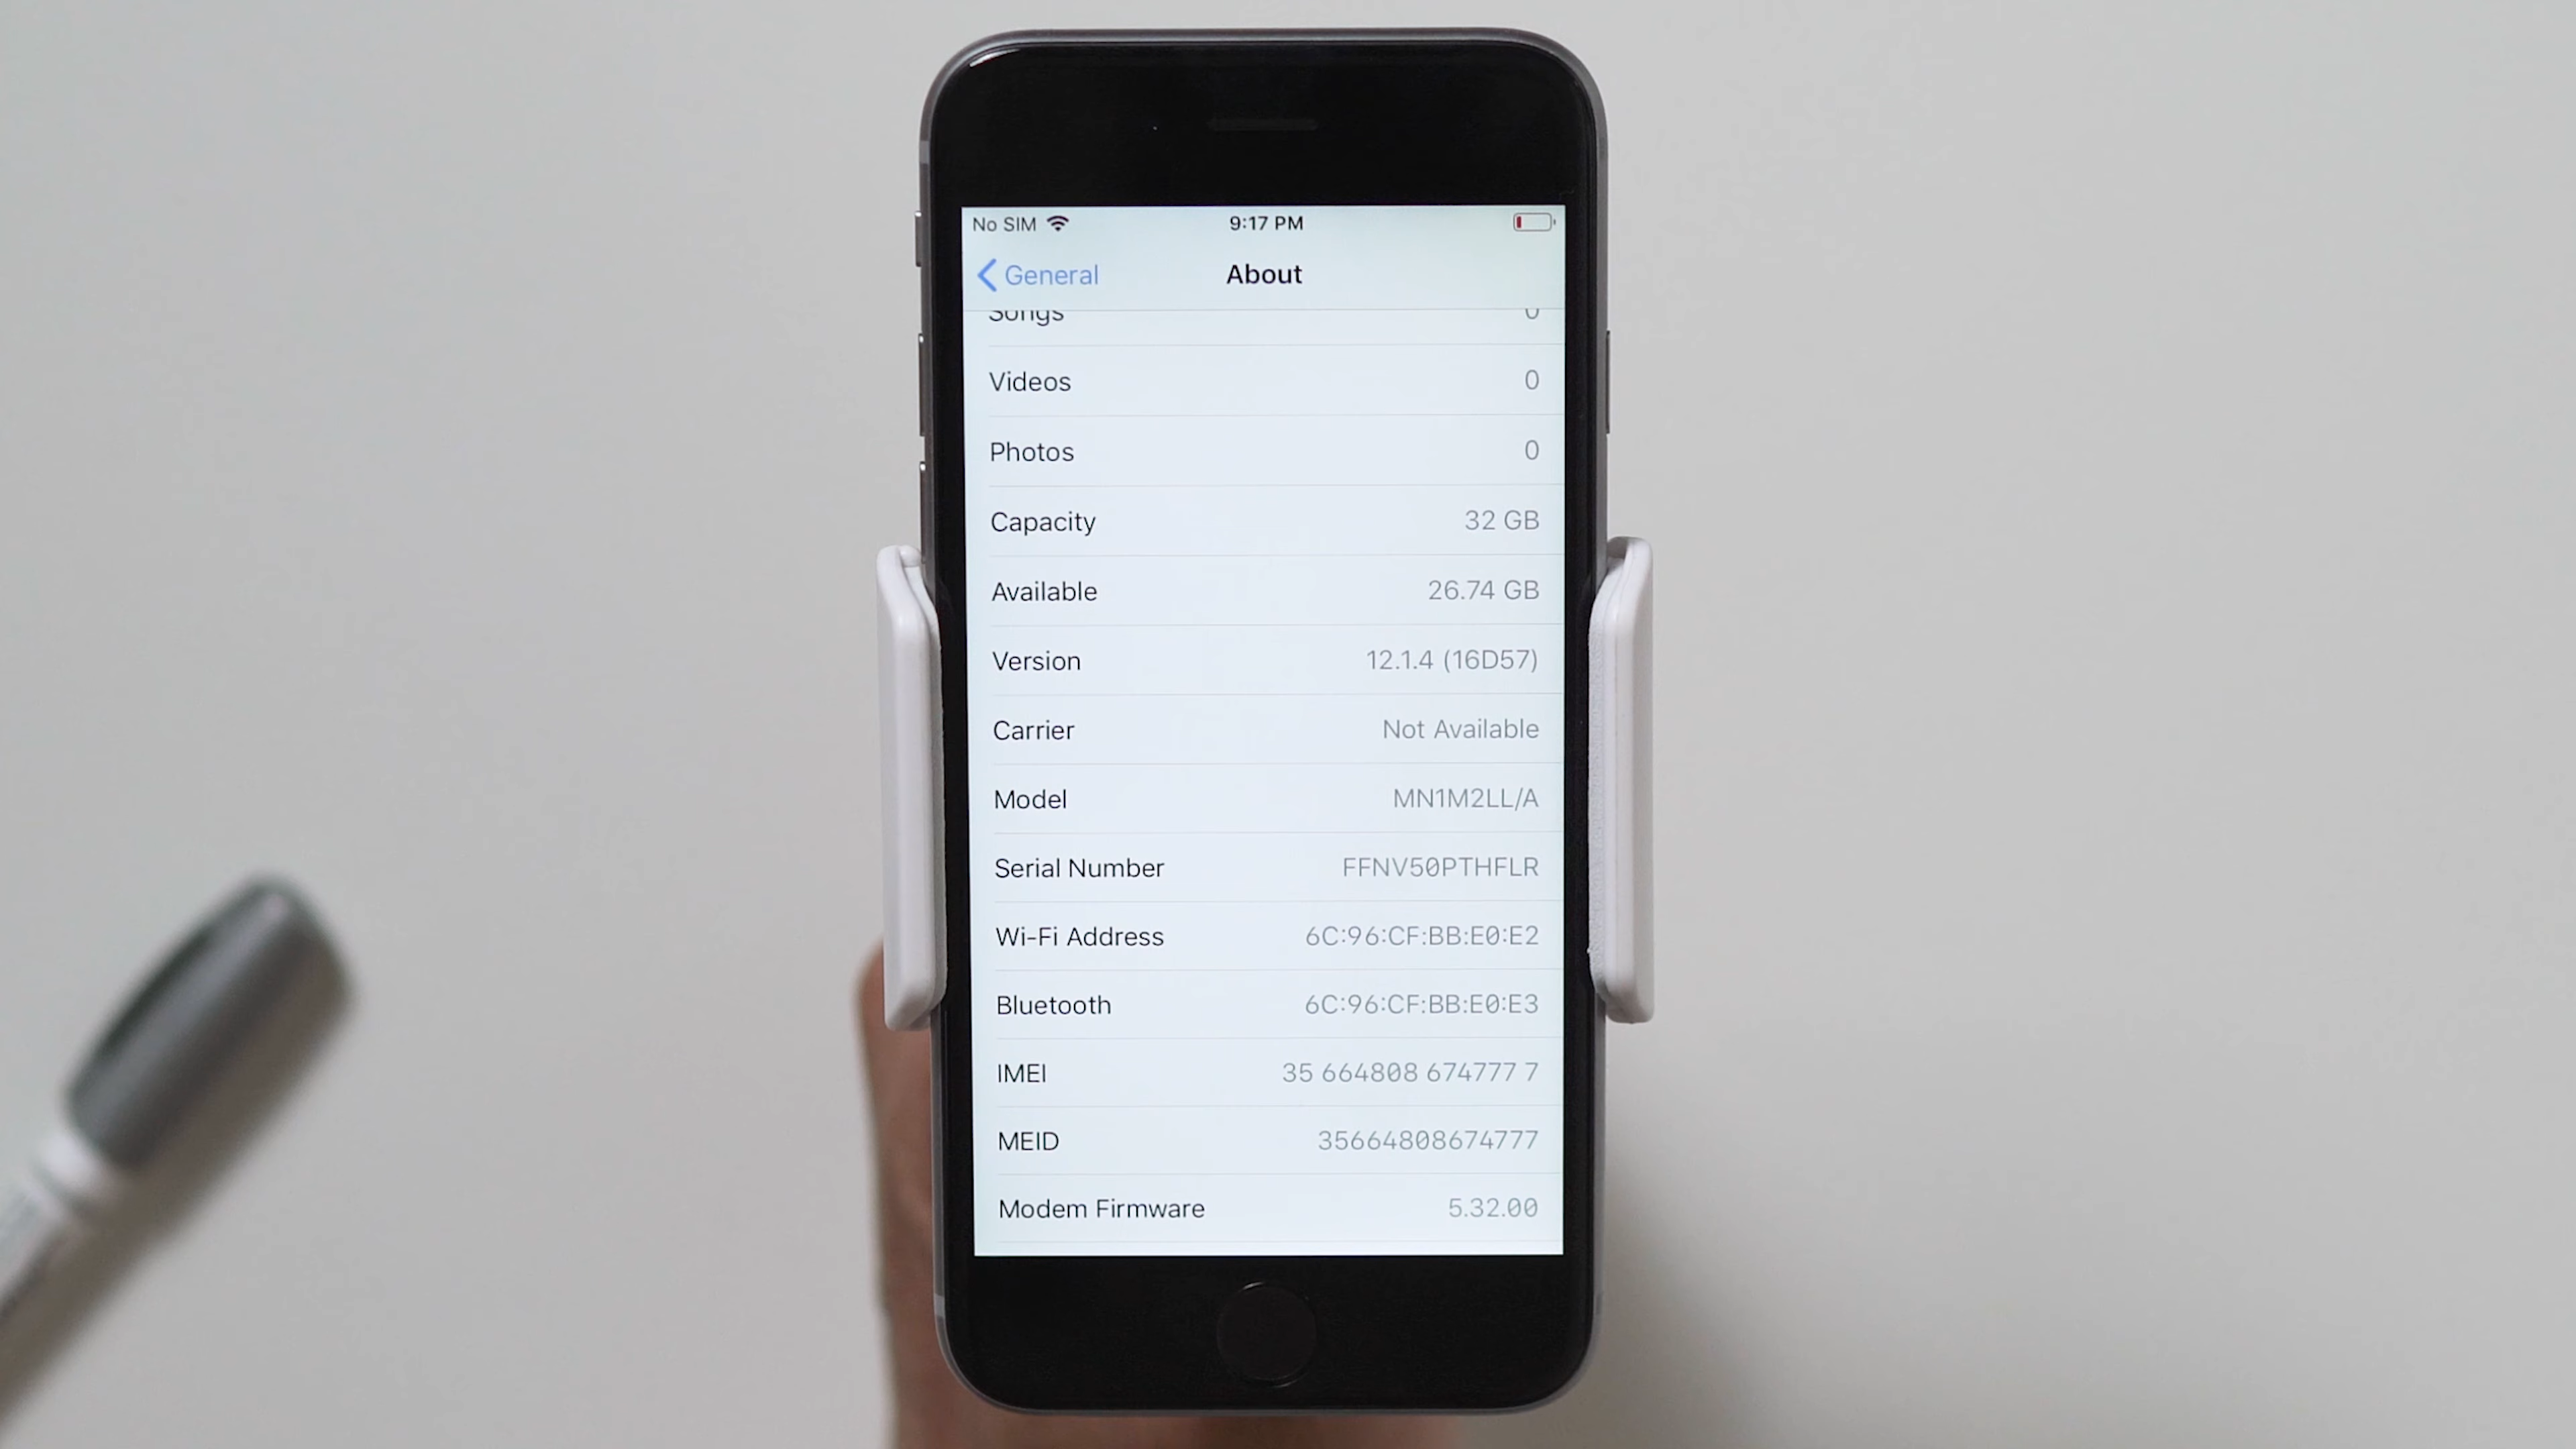 No SIM 9:17 PM
General About
Songs 0
Videos 0
Photos 0
Capacity 32 GB
Available 26.74 GB
Version 12.1.4 (16D57)
Carrier Not Available
Model MN1M2LL/A
Serial Number FFNV50PTHFLR
Wi-Fi Address 6C:96:CF:BB:E0:E2
Bluetooth 6C:96:CF:BB:E0:E3
IMEI 35 664808 674777 7
MEID 35664808674777
Modem Firmware 5.32.00